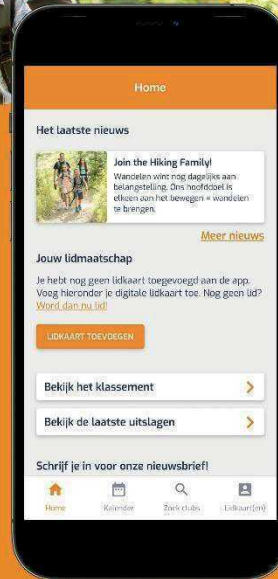 Home
Het laatste nieuws
Join the Hiking Family!
Wandelen wint nog dagelijks aan
belangstelling. Ons hoofddoel is
elkeen aan het bewegen = wandelen
te brengen.
Meer nieuws
Jouw lidmaatschap
Je hebt nog geen lidkaart toegevoegd aan de app.
Voeg hieronder je digitale lidkaart toe. Nog geen lid?
Word dan nu lid!
LIDKAART TOEVOEGEN
Bekijk het klassement
Bekijk de laatste uitslagen
Schrijf je in voor onze nieuwsbrief!
Home Kalender Zoek clubs Lidkaart(en)